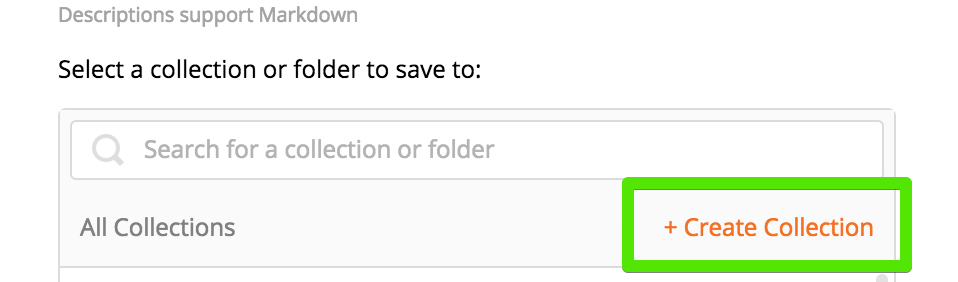 Descriptions support Markdown
Select a collection or folder to save to:
Search for a collection or folder
All Collections
+ Create Collection